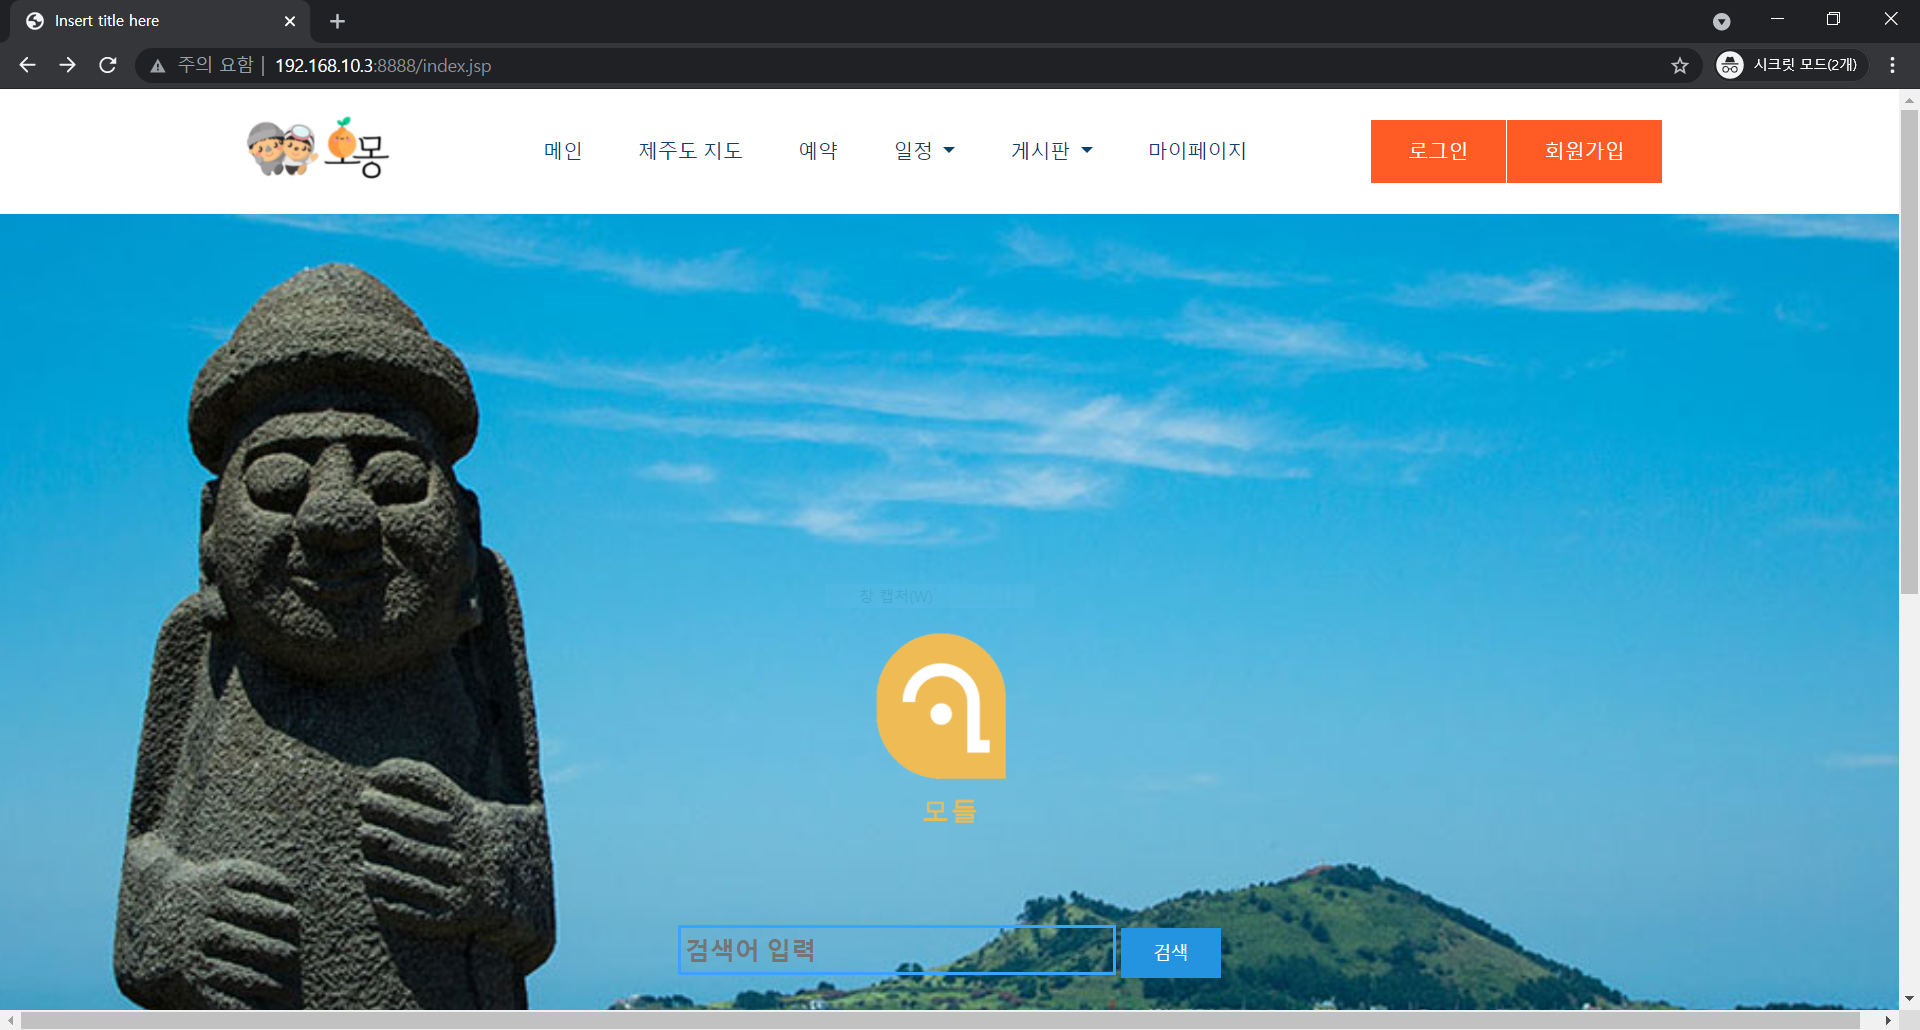 Insert title here
주의 요함 | 192.168.10.3:8888/index.jsp
시크릿 모드(2개)
오몽
메인
제주도 지도
예약
일정
게시판
마이페이지
로그인
회원가입
창 캡처(W)
모들
검색어 입력
검색